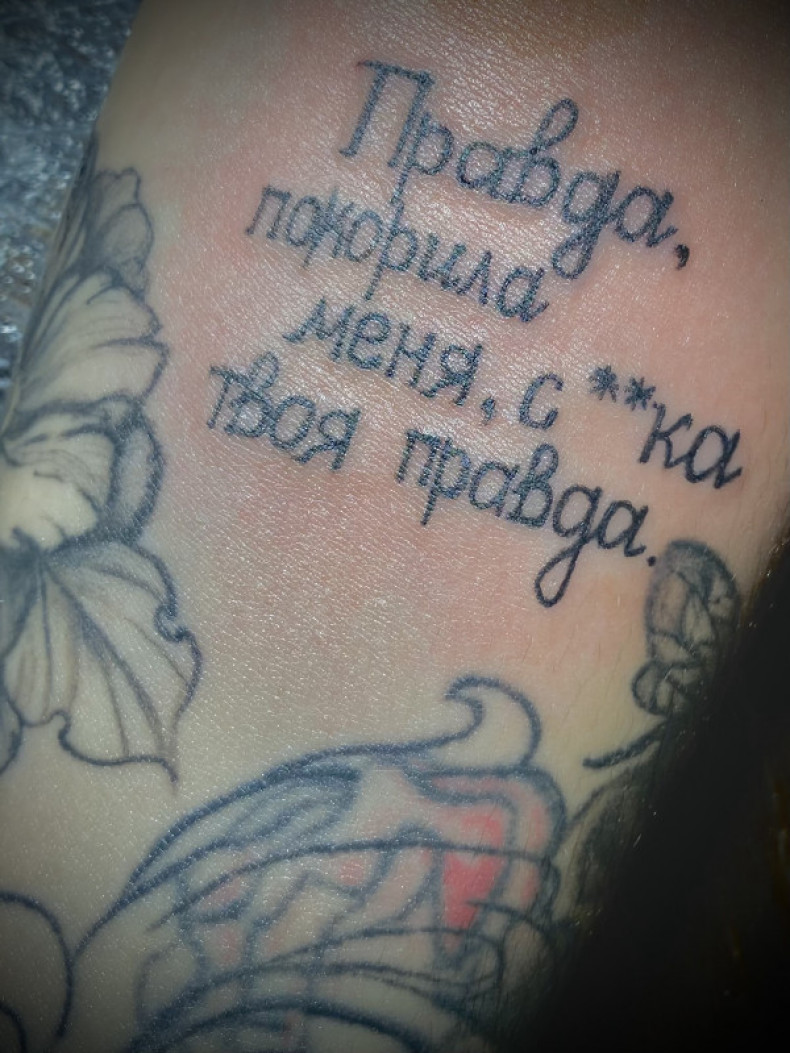 Правда,
покорила
меня, с **ка
твоя правда.